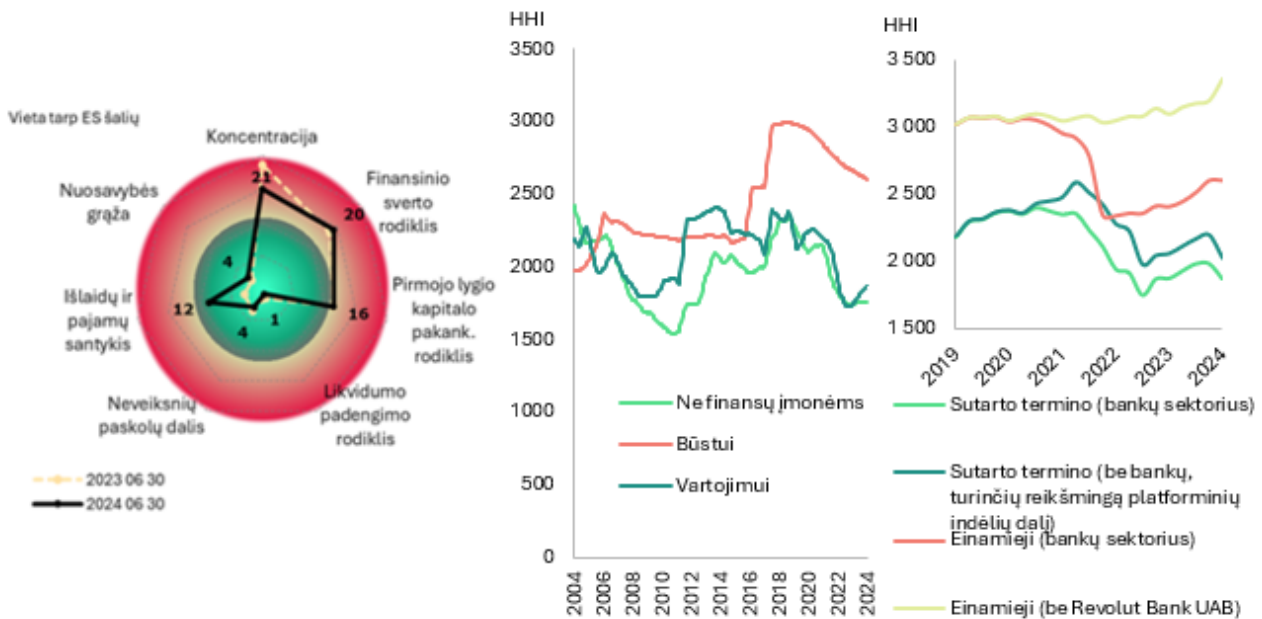 Vieta tarp ES šalių
Koncentracija
21
Finansinio
sverto
rodiklis
20
Pirmojo lygio
kapitalo
pakank.
rodiklis
16
Likvidumo
padengimo
rodiklis
1
Neveiksnių
paskolų dalis
4
Išlaidų ir
pajamų
santykis
12
Nuosavybės
grąža
4
2023 06 30
2024 06 30
HHI
3500
3000
2500
2000
1500
1000
500
0
2004
2006
2008
2010
2012
2014
2016
2018
2020
2022
2024
Ne finansų įmonėms
Būstui
Vartojimui
HHI
3 500
3 000
2 500
2 000
1 500
2019
2020
2021
2022
2023
2024
Sutarto termino (bankų sektorius)
Sutarto termino (be bankų,
turinčių reikšmingą platforminių
indėlių dalį)
Einamieji (bankų sektorius)
Einamieji (be Revolut Bank UAB)